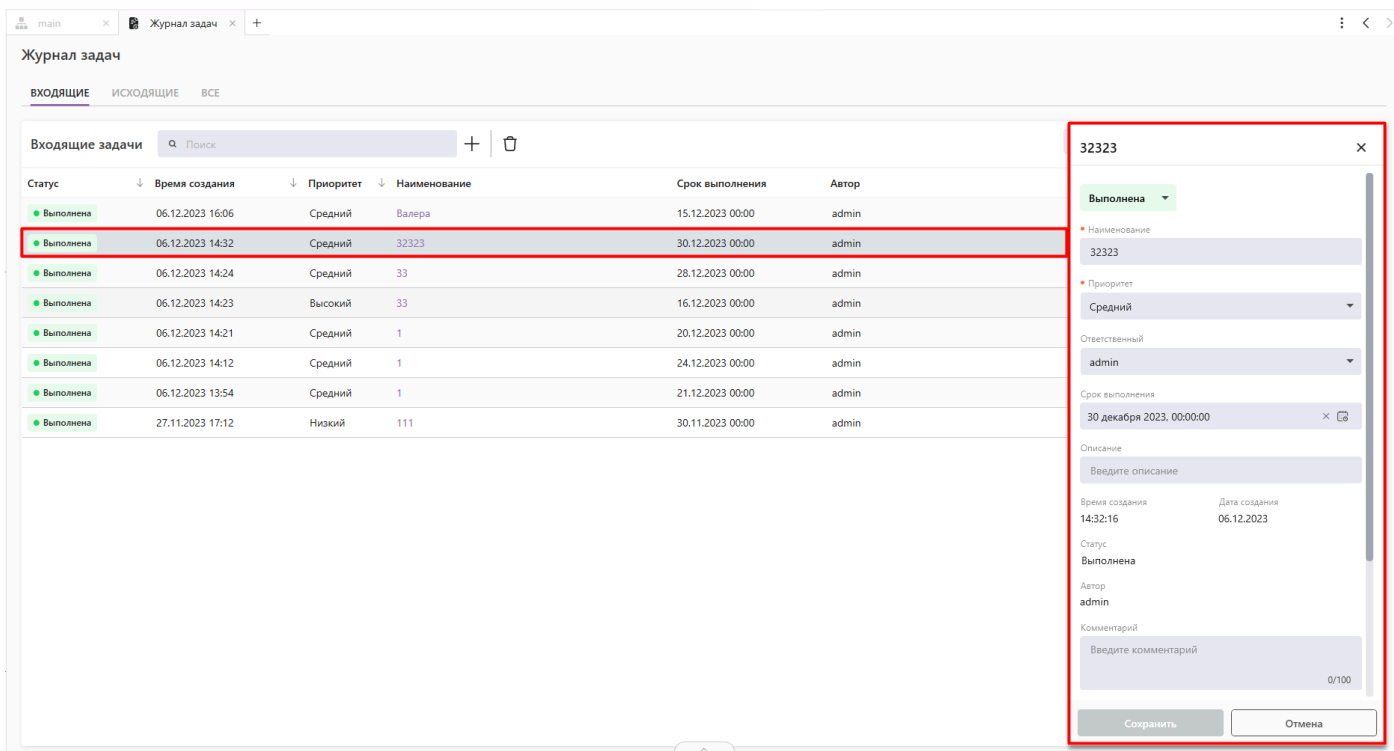 main
Журнал задач
Журнал задач
ВХОДЯЩИЕ ИСХОДЯЩИЕ ВСЕ
Входящие задачи Поиск
Статус Время создания Приоритет Наименование Срок выполнения Автор
Выполнена 06.12.2023 16:06 Средний Валера 15.12.2023 00:00 admin
Выполнена 06.12.2023 14:32 Средний 32323 30.12.2023 00:00 admin
Выполнена 06.12.2023 14:24 Средний 33 28.12.2023 00:00 admin
Выполнена 06.12.2023 14:23 Высокий 33 16.12.2023 00:00 admin
Выполнена 06.12.2023 14:21 Средний 1 20.12.2023 00:00 admin
Выполнена 06.12.2023 14:12 Средний 1 24.12.2023 00:00 admin
Выполнена 06.12.2023 13:54 Средний 1 21.12.2023 00:00 admin
Выполнена 27.11.2023 17:12 Низкий 111 30.11.2023 00:00 admin
32323
Выполнена
* Наименование
32323
* Приоритет
Средний
Ответственный
admin
Срок выполнения
30 декабря 2023, 00:00:00
Описание
Введите описание
Время создания Дата создания
14:32:16 06.12.2023
Статус
Выполнена
Автор
admin
Комментарий
Введите комментарий
0/100
Сохранить Отмена